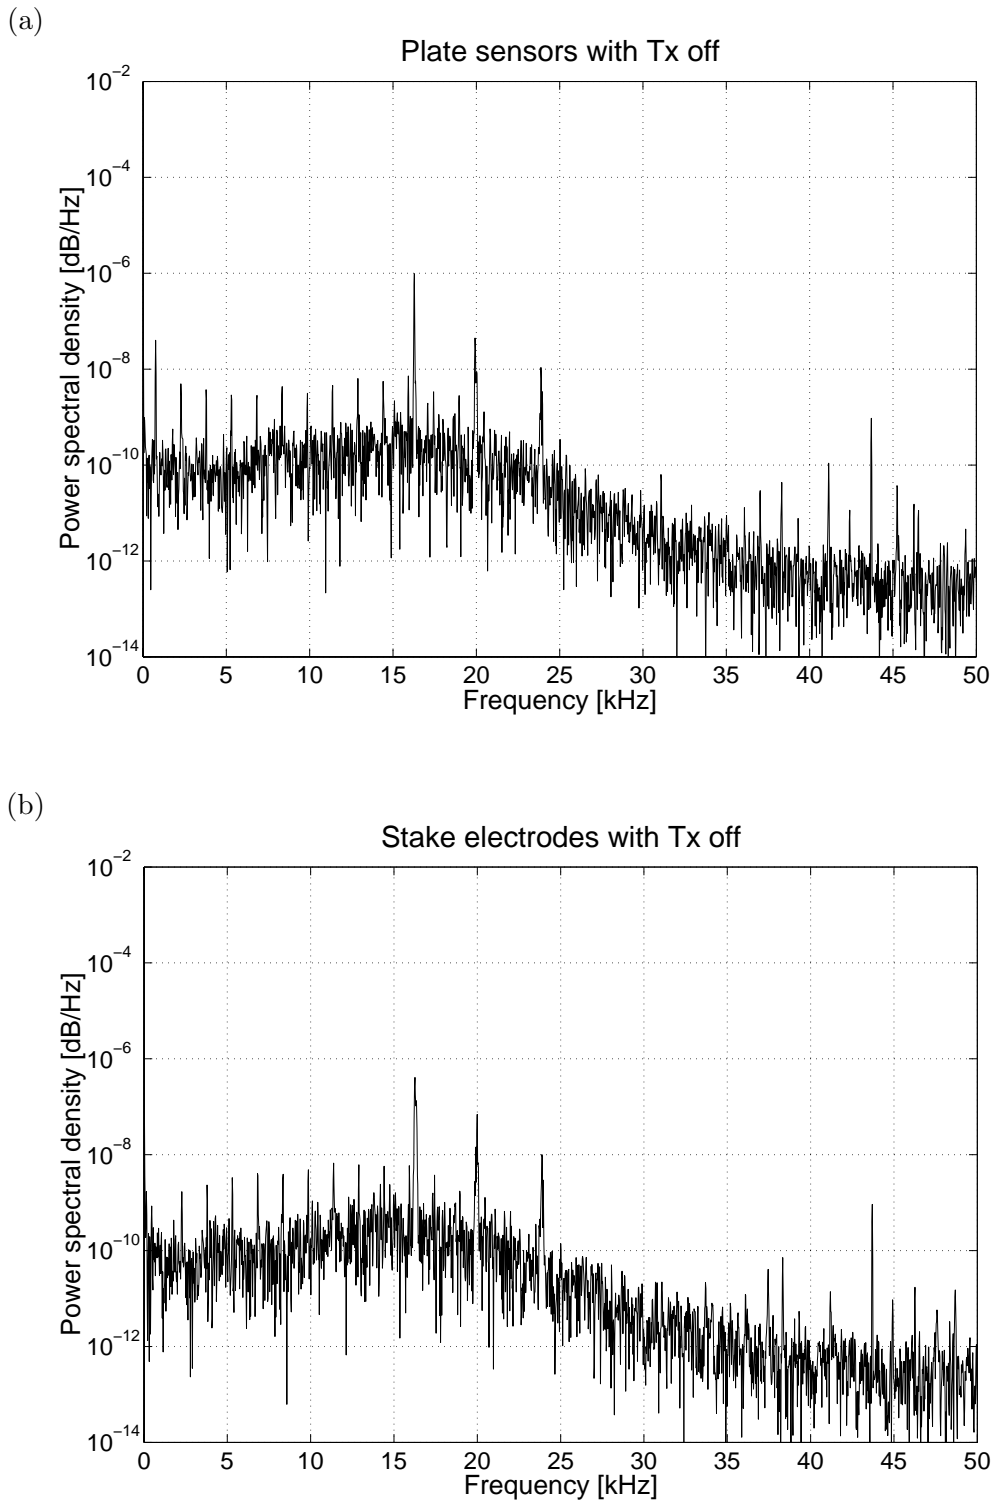 (a)
Plate sensors with Tx off
Power spectral density [dB/Hz]
10⁻²
10⁻⁴
10⁻⁶
10⁻⁸
10⁻¹⁰
10⁻¹²
10⁻¹⁴
0 5 10 15 20 25 30 35 40 45 50
Frequency [kHz]
(b)
Stake electrodes with Tx off
Power spectral density [dB/Hz]
10⁻²
10⁻⁴
10⁻⁶
10⁻⁸
10⁻¹⁰
10⁻¹²
10⁻¹⁴
0 5 10 15 20 25 30 35 40 45 50
Frequency [kHz]